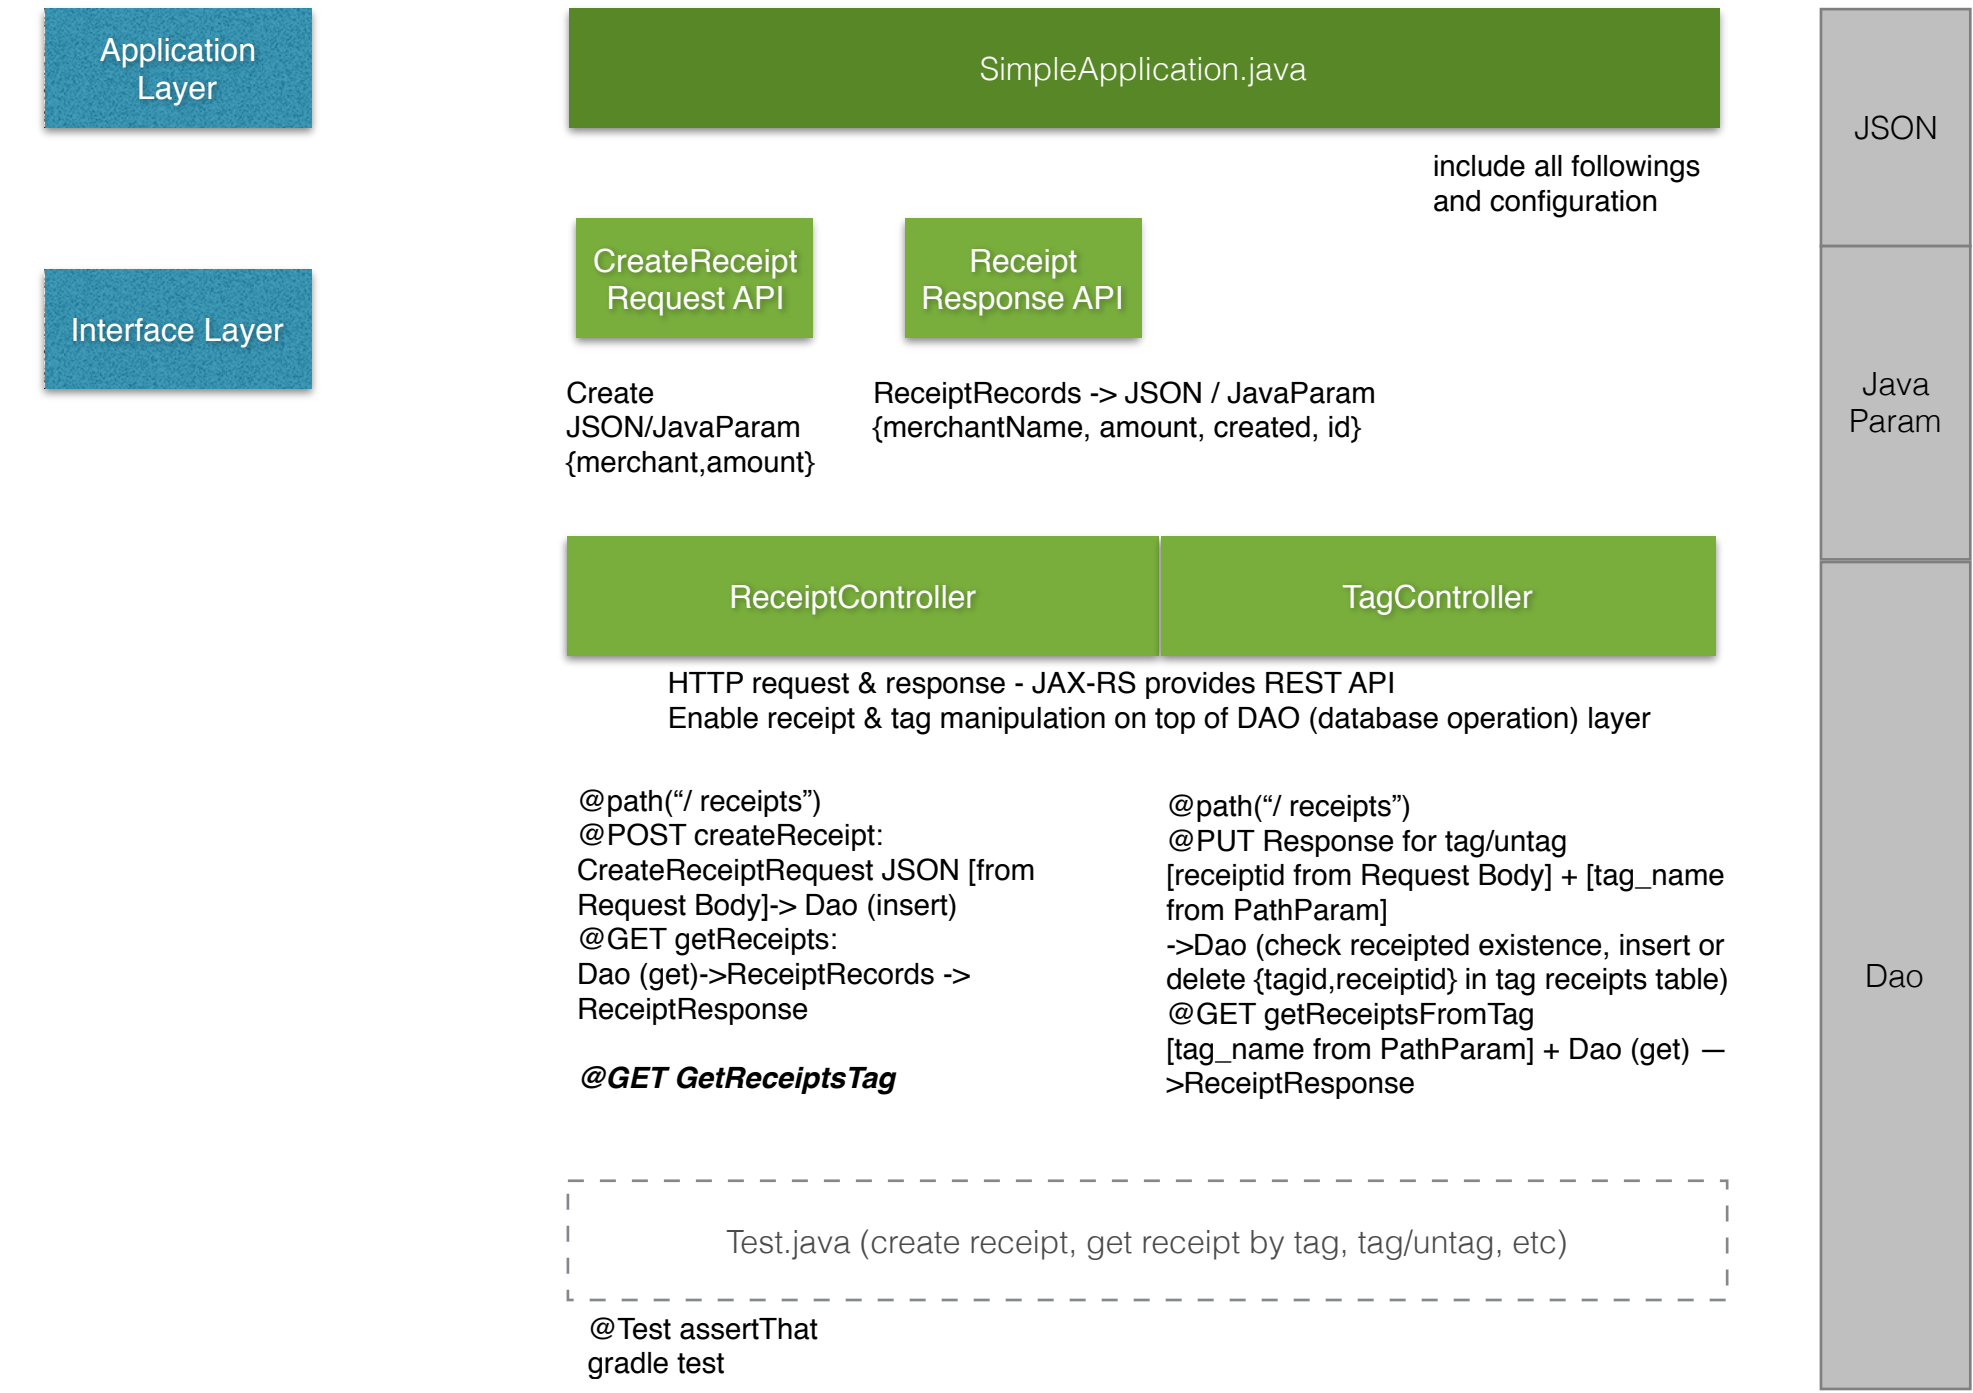 Application
Layer
SimpleApplication.java
JSON
include all followings
and configuration
CreateReceipt
Request API
Receipt
Response API
Interface Layer
Create
JSON/JavaParam
{merchant,amount}
ReceiptRecords -> JSON / JavaParam
{merchantName, amount, created, id}
Java
Param
ReceiptController
TagController
HTTP request & response - JAX-RS provides REST API
Enable receipt & tag manipulation on top of DAO (database operation) layer
@path(“/ receipts”)
@POST createReceipt:
CreateReceiptRequest JSON [from
Request Body]-> Dao (insert)
@GET getReceipts:
Dao (get)->ReceiptRecords ->
ReceiptResponse
@GET GetReceiptsTag
@path(“/ receipts”)
@PUT Response for tag/untag
[receiptid from Request Body] + [tag_name
from PathParam]
->Dao (check receipted existence, insert or
delete {tagid,receiptid} in tag receipts table)
@GET getReceiptsFromTag
[tag_name from PathParam] + Dao (get) —
>ReceiptResponse
Dao
Test.java (create receipt, get receipt by tag, tag/untag, etc)
@Test assertThat
gradle test